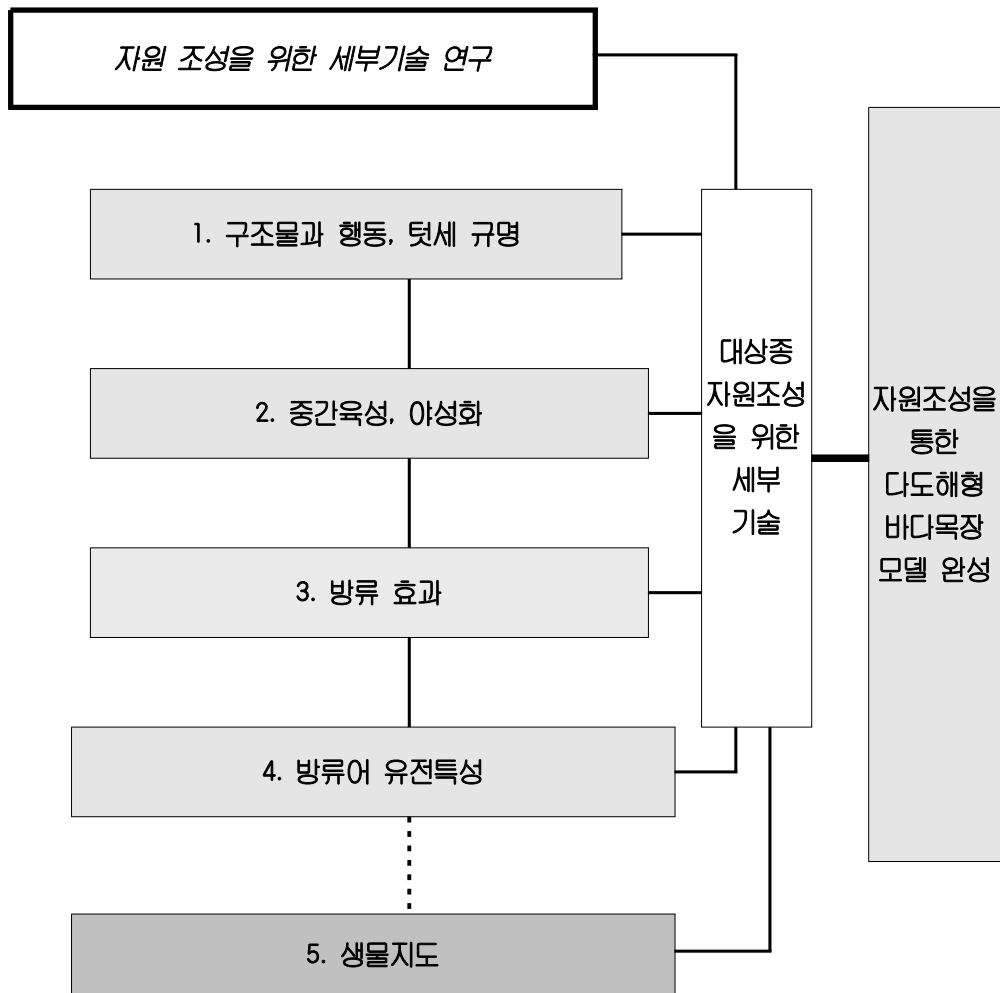 자원 조성을 위한 세부기술 연구
1. 구조물과 행동, 텃세 규명
2. 중간육성, 야성화
3. 방류 효과
4. 방류어 유전특성
5. 생물지도
대상종
자원조성
을 위한
세부
기술
자원조성을
통한
다도해형
바다목장
모델 완성